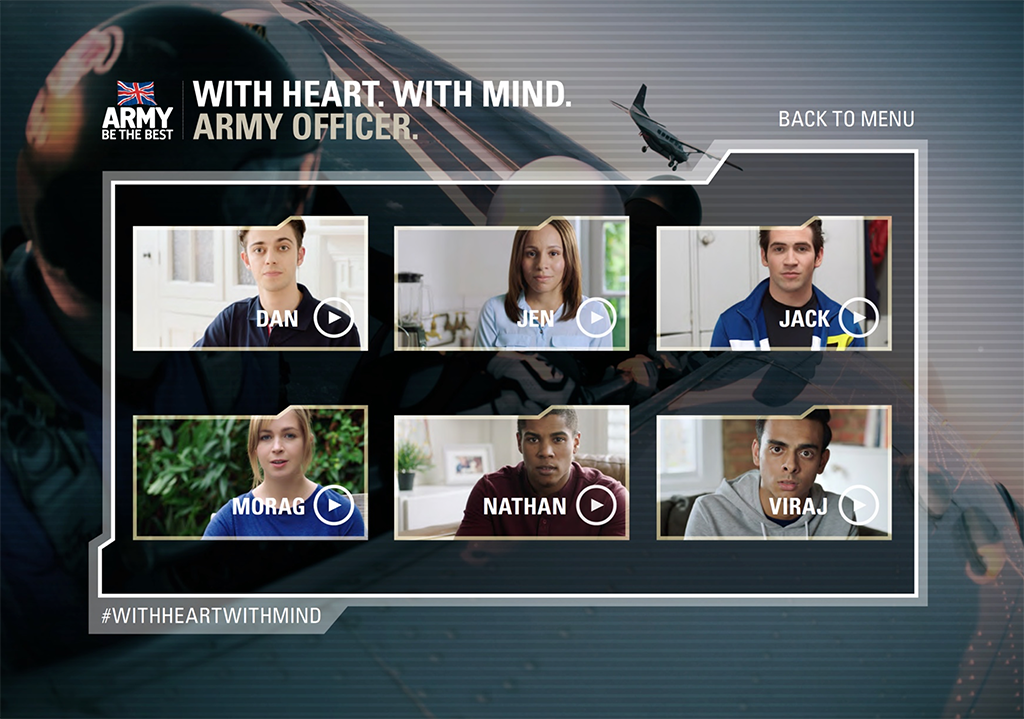 ARMY
BE THE BEST
WITH HEART. WITH MIND.
ARMY OFFICER.
BACK TO MENU
DAN
JEN
JACK
MORAG
NATHAN
VIRAJ
#WITHHEARTWITHMIND